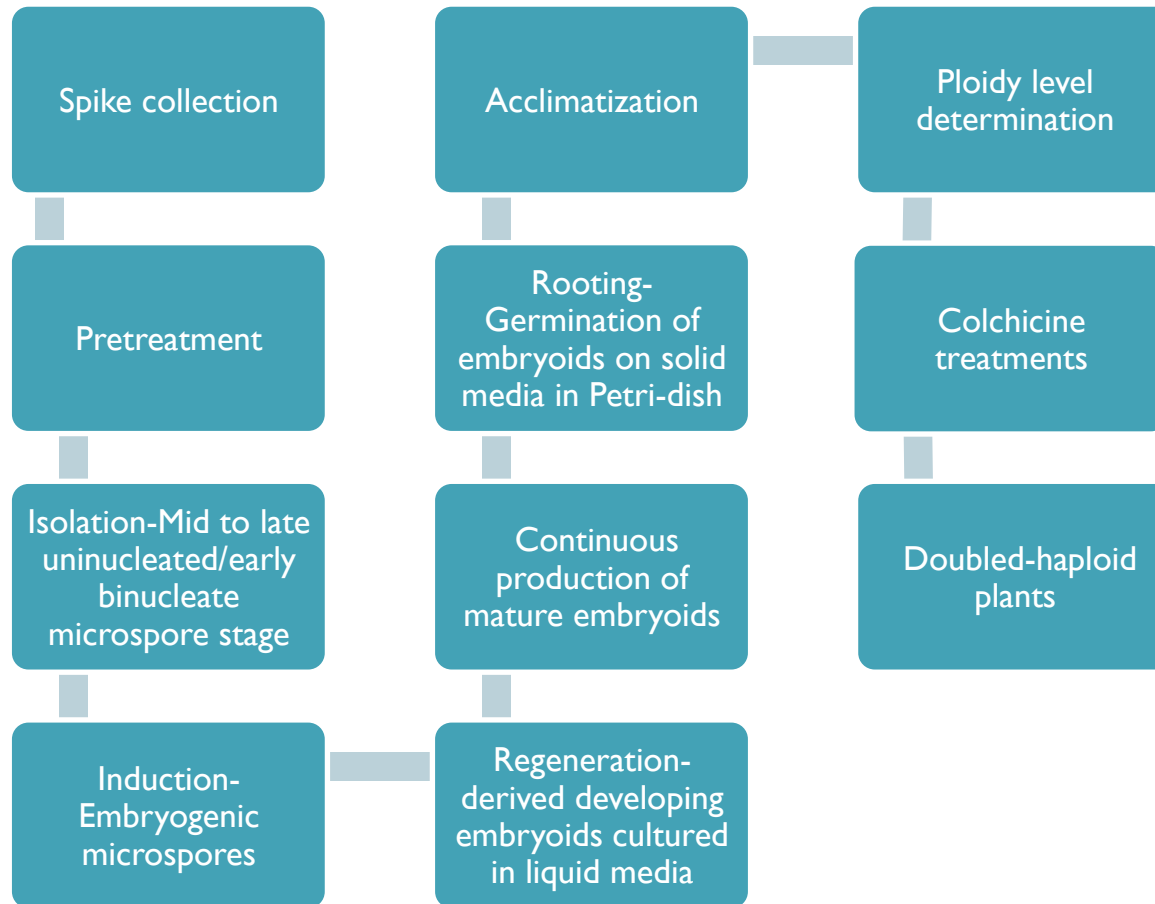 Spike collection
Pretreatment
Isolation-Mid to late
uninucleated/early
binucleate
microspore stage
Induction-
Embryogenic
microspores
Regeneration-
derived developing
embryoids cultured
in liquid media
Continuous
production of
mature embryoids
Rooting-
Germination of
embryoids on solid
media in Petri-dish
Acclimatization
Ploidy level
determination
Colchicine
treatments
Doubled-haploid
plants